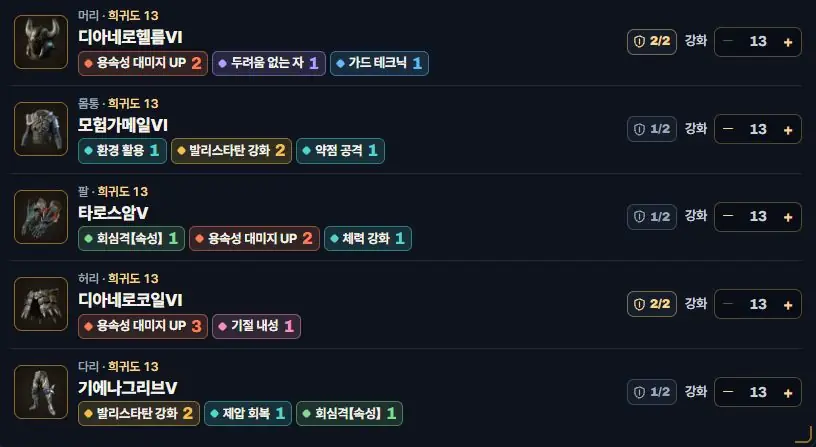 머리 · 희귀도 13
디아네로헬름VI
용속성 대미지 UP 2 두려움 없는 자 1 가드 테크닉 1
2/2 강화 − 13 +
몸통 · 희귀도 13
모험가메일VI
환경 활용 1 발리스타탄 강화 2 약점 공격 1
1/2 강화 − 13 +
팔 · 희귀도 13
타로스암V
회심격【속성】 1 용속성 대미지 UP 2 체력 강화 1
1/2 강화 − 13 +
허리 · 희귀도 13
디아네로코일VI
용속성 대미지 UP 3 기절 내성 1
2/2 강화 − 13 +
다리 · 희귀도 13
기에나그리브V
발리스타탄 강화 2 제압 회복 1 회심격【속성】 1
1/2 강화 − 13 +